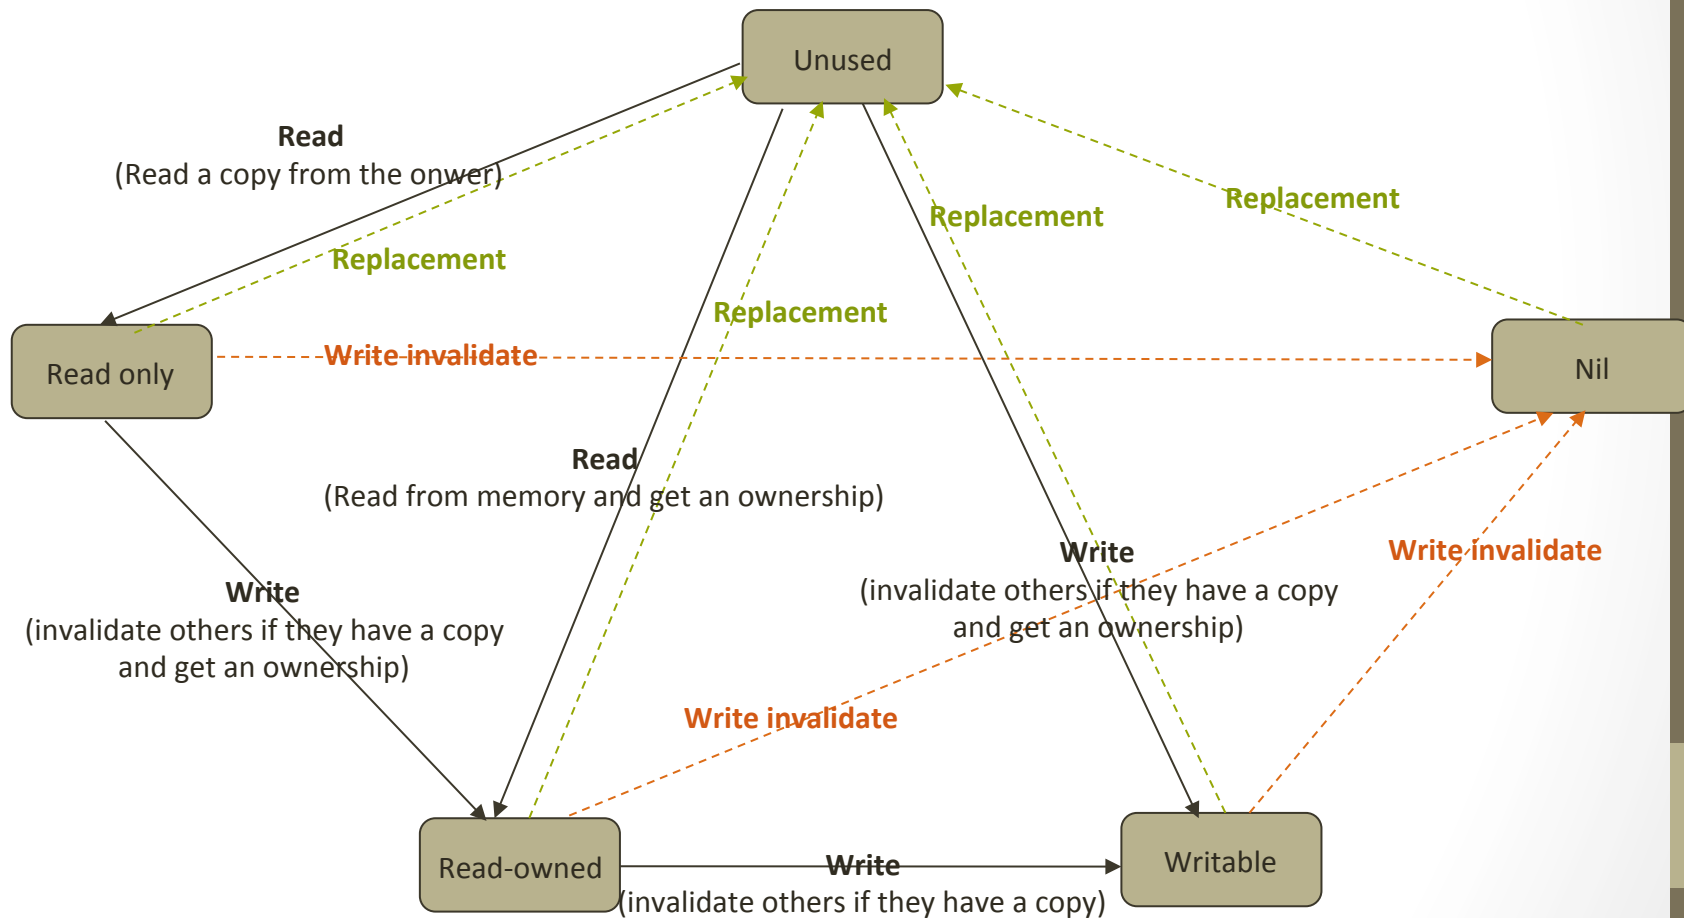 Unused
Read
(Read a copy from the onwer)
Replacement
Replacement
Replacement
Replacement
Read only
Write invalidate
Nil
Read
(Read from memory and get an ownership)
Write
(invalidate others if they have a copy
and get an ownership)
Write
(invalidate others if they have a copy
and get an ownership)
Write invalidate
Write invalidate
Read-owned
Write
(invalidate others if they have a copy)
Writable